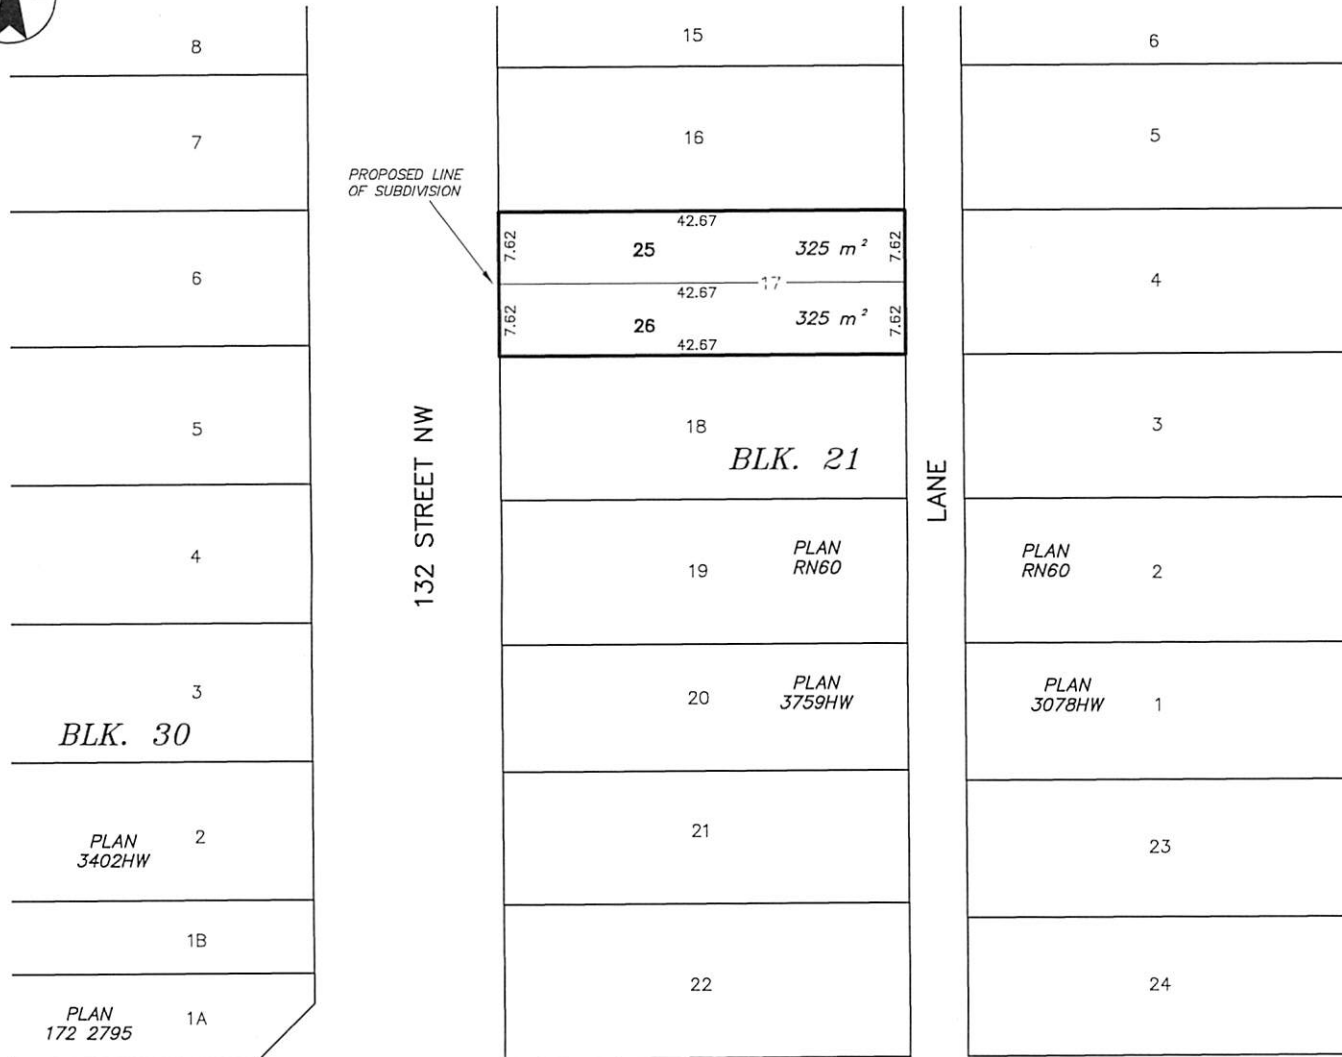 8
7
6
5
4
3
BLK. 30
2
PLAN
3402HW
1B
1A
PLAN
172 2795
PROPOSED LINE
OF SUBDIVISION
132 STREET NW
15
16
42.67
7.62
25
325 m²
7.62
17
42.67
7.62
26
325 m²
7.62
42.67
18
BLK. 21
19
PLAN
RN60
20
PLAN
3759HW
21
22
LANE
6
5
4
3
PLAN
RN60
2
PLAN
3078HW
1
23
24